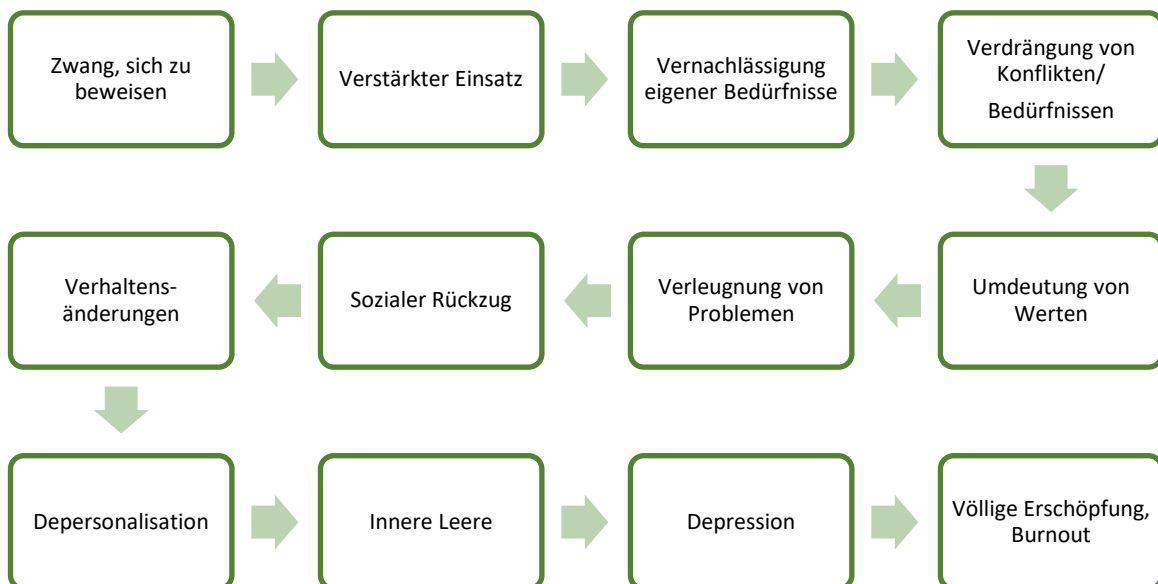 Zwang, sich zu
beweisen
Verstärkter Einsatz
Vernachlässigung
eigener Bedürfnisse
Verdrängung von
Konflikten/
Bedürfnissen
Umdeutung von
Werten
Verleugnung von
Problemen
Sozialer Rückzug
Verhaltens-
änderungen
Depersonalisation
Innere Leere
Depression
Völlige Erschöpfung,
Burnout